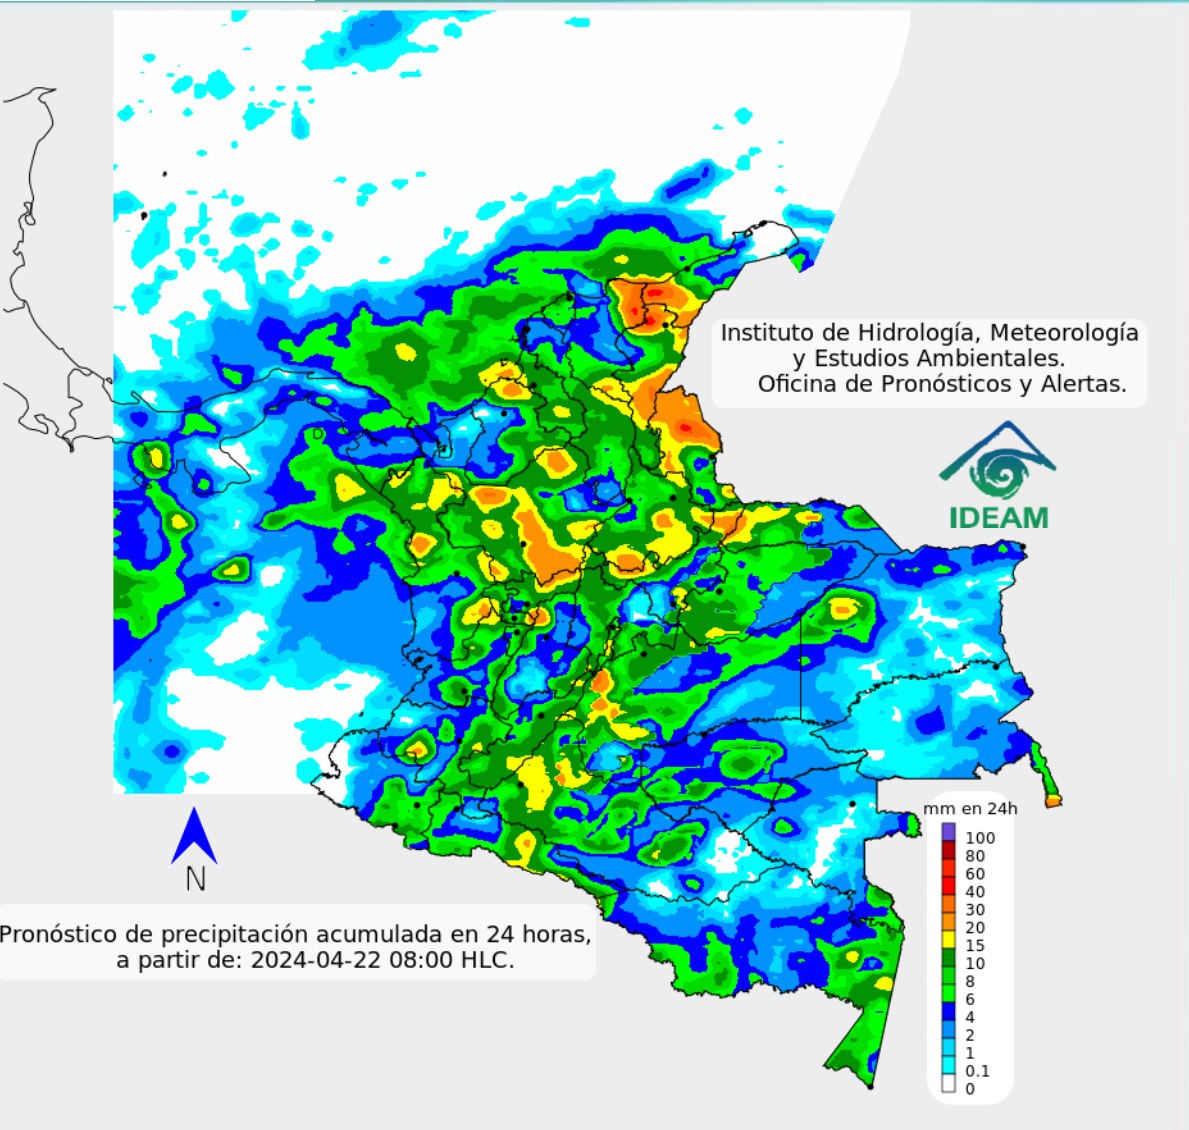 Instituto de Hidrología, Meteorología
y Estudios Ambientales.
Oficina de Pronósticos y Alertas.
IDEAM
mm en 24h
100
80
60
40
30
20
15
10
8
6
4
2
1
0.1
0
N
Pronóstico de precipitación acumulada en 24 horas,
a partir de: 2024-04-22 08:00 HLC.